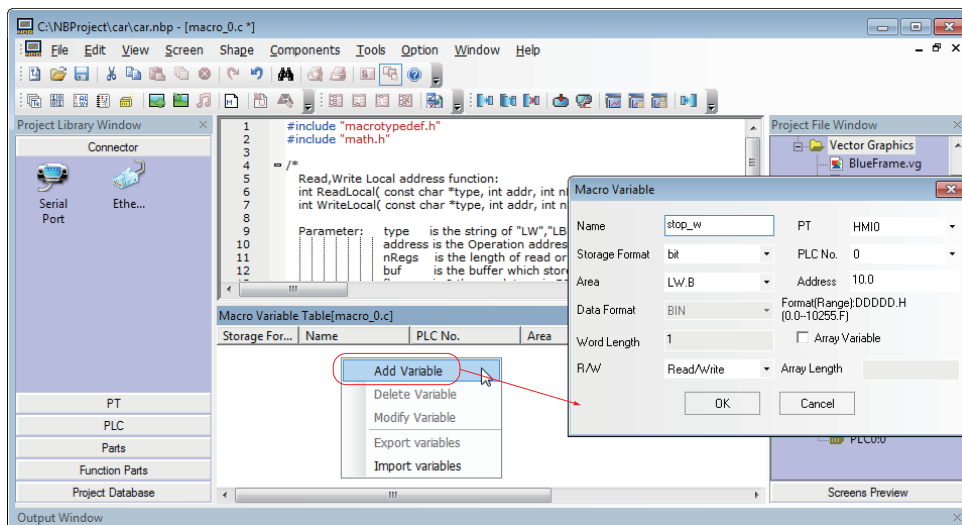 C:\NBProject\car\car.nbp - [macro_0.c *]
File Edit View Screen Shape Components Tools Option Window Help
Project Library Window
Connector
Serial Port
Ethe...
PT
PLC
Parts
Function Parts
Project Database
1 #include "macrotypedef.h"
2 #include "math.h"
3
4 /*
5 Read,Write Local address function:
6 int ReadLocal( const char *type, int addr, int
7 int WriteLocal( const char *type, int addr, int
8
9 Parameter: type is the string of "LW","LB
10 address is the Operation address
11 nRegs is the length of read or
12 buf is the buffer which store
Macro Variable Table[macro_0.c]
Storage For... Name PLC No. Area
Add Variable
Delete Variable
Modify Variable
Export variables
Import variables
Project File Window
Vector Graphics
BlueFrame.vg
Macro Variable
Name stop_w PT HMI0
Storage Format bit PLC No. 0
Area LW.B Address 10.0
Data Format BIN Format(Range):DDDDD.H
(0.0--10255.F)
Word Length 1 Array Variable
R/W Read/Write Array Length
OK Cancel
PLC0:0
Screens Preview
Output Window